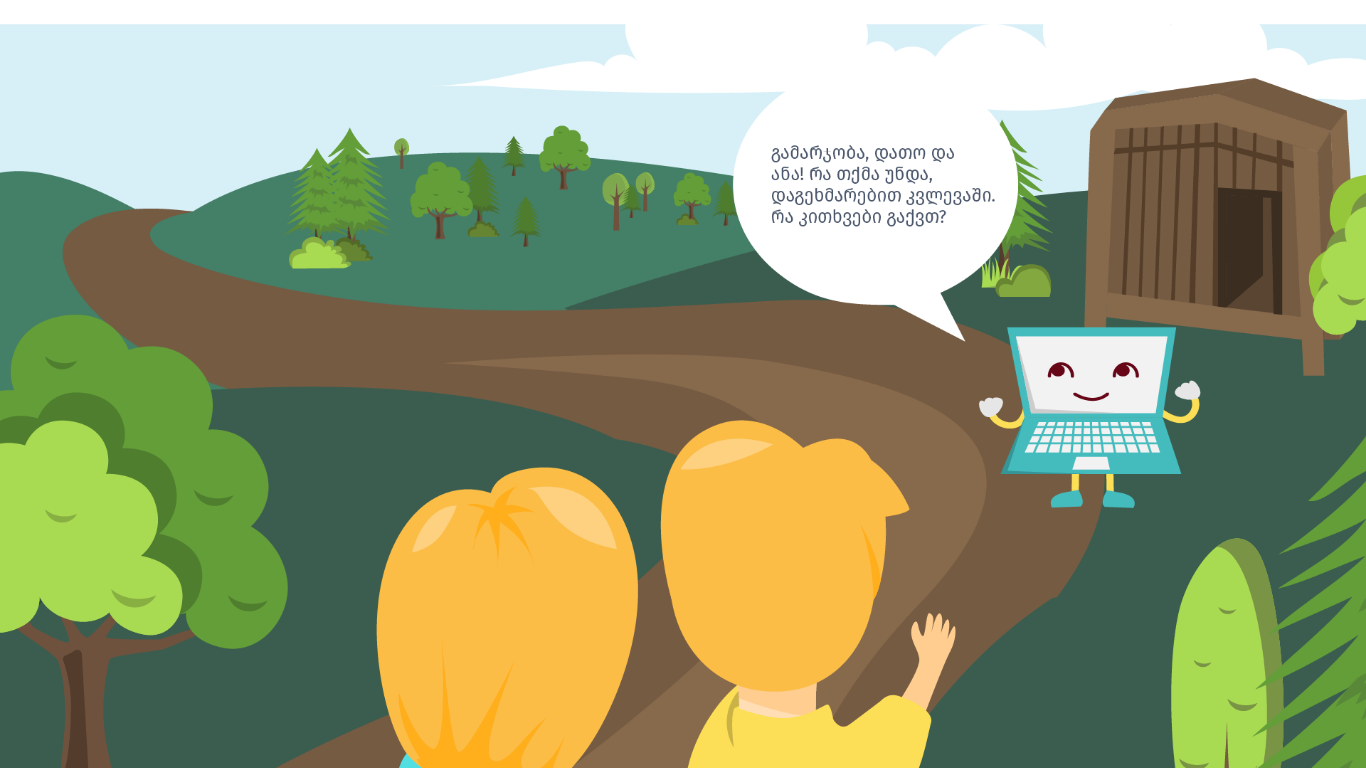 გამარჯობა, დათო და
ანა! რა თქმა უნდა,
დაგეხმარებით კვლევაში.
რა კითხვები გაქვთ?